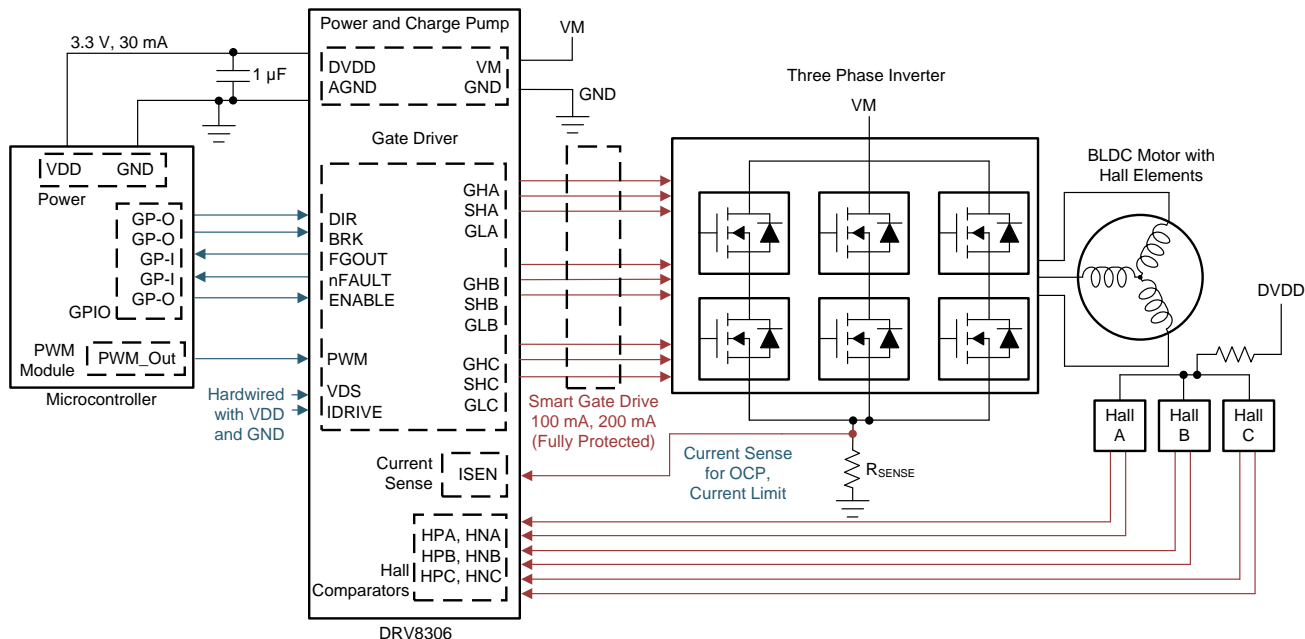 Power and Charge Pump
3.3 V, 30 mA
VM
1 µF
DVDD
AGND
VM
GND
GND
Three Phase Inverter
VM
Gate Driver
VDD
GND
Power
GP-O
GP-O
GP-I
GP-I
GP-O
GPIO
PWM
Module
PWM_Out
Microcontroller
DIR
BRK
FGOUT
nFAULT
ENABLE
PWM
VDS
IDRIVE
Hardwired
with VDD
and GND
GHA
SHA
GLA
GHB
SHB
GLB
GHC
SHC
GLC
Smart Gate Drive
100 mA, 200 mA
(Fully Protected)
BLDC Motor with
Hall Elements
DVDD
Hall
A
Hall
B
Hall
C
Current
Sense
ISEN
Current Sense
for OCP,
Current Limit
RSENSE
HPA, HNA
HPB, HNB
HPC, HNC
Hall
Comparators
DRV8306